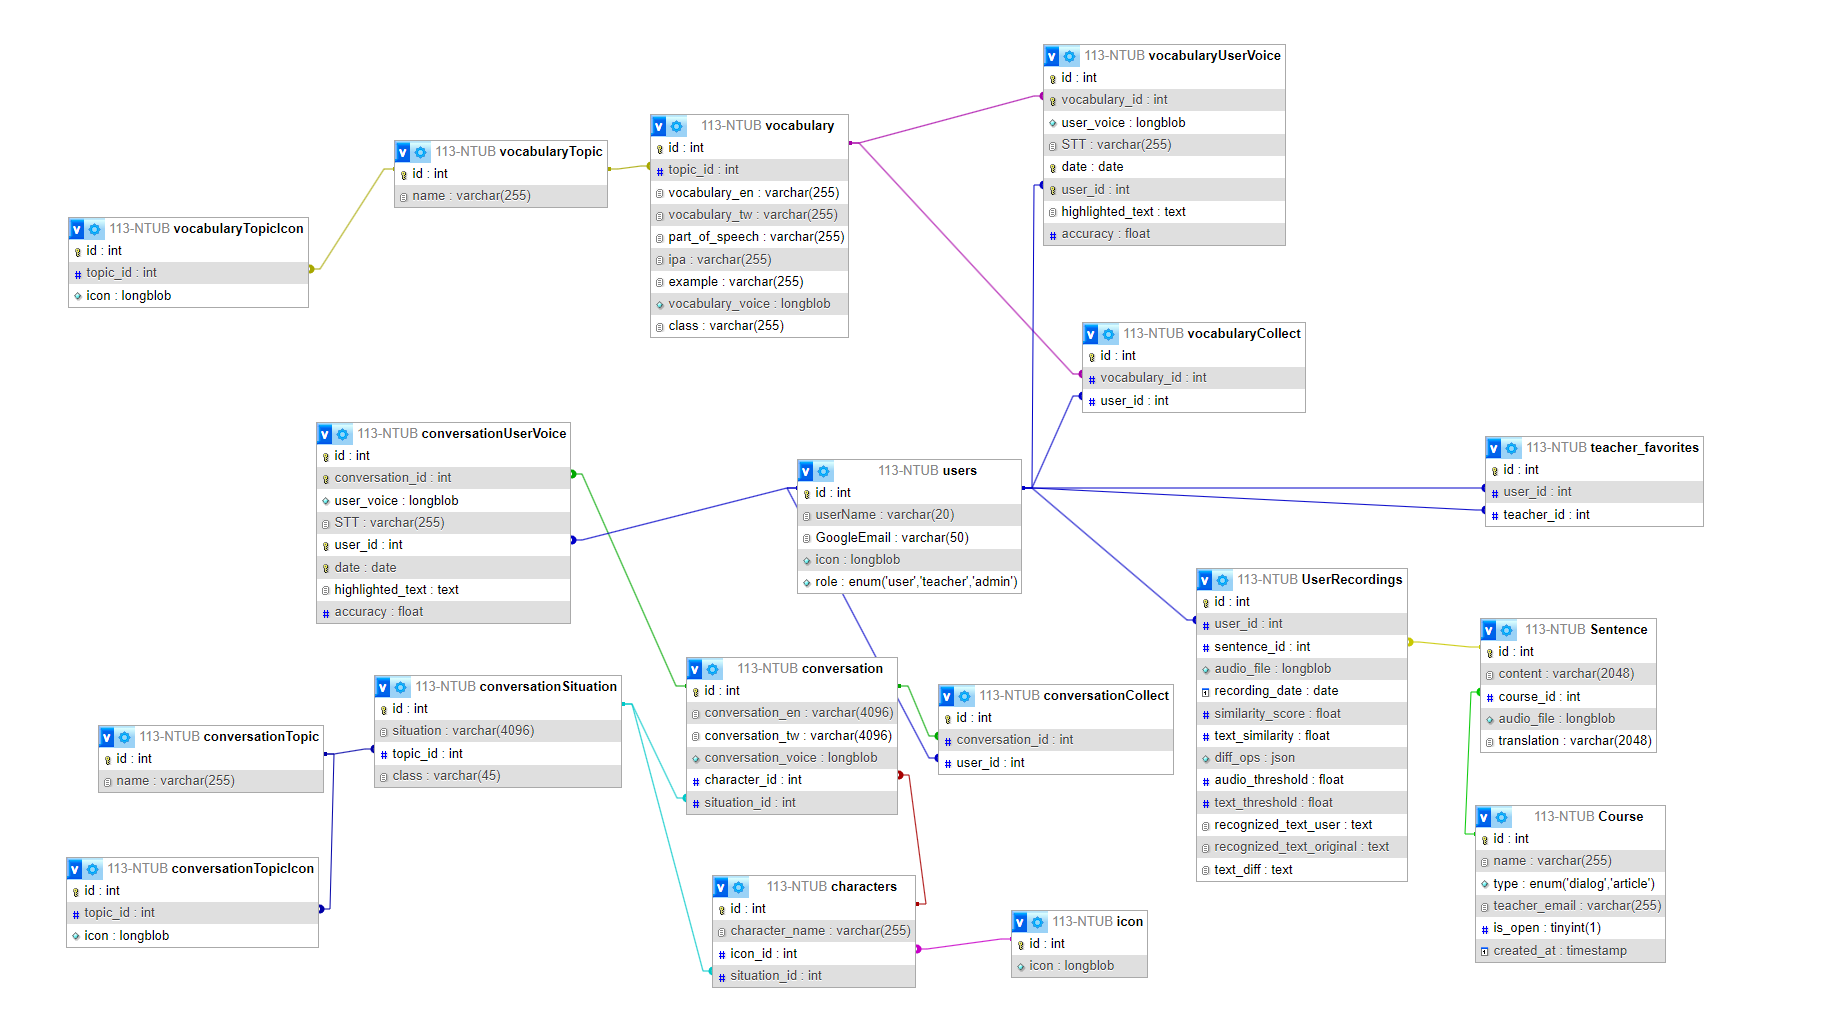 113-NTUB vocabularyUserVoice
id : int
vocabulary_id : int
user_voice : longblob
STT : varchar(255)
date : date
user_id : int
highlighted_text : text
accuracy : float
113-NTUB vocabulary
id : int
topic_id : int
vocabulary_en : varchar(255)
vocabulary_tw : varchar(255)
part_of_speech : varchar(255)
ipa : varchar(255)
example : varchar(255)
vocabulary_voice : longblob
class : varchar(255)
113-NTUB vocabularyTopic
id : int
name : varchar(255)
113-NTUB vocabularyTopicIcon
id : int
topic_id : int
icon : longblob
113-NTUB vocabularyCollect
id : int
vocabulary_id : int
user_id : int
113-NTUB conversationUserVoice
id : int
conversation_id : int
user_voice : longblob
STT : varchar(255)
user_id : int
date : date
highlighted_text : text
accuracy : float
113-NTUB users
id : int
userName : varchar(20)
GoogleEmail : varchar(50)
icon : longblob
role : enum('user','teacher','admin')
113-NTUB teacher_favorites
id : int
user_id : int
teacher_id : int
113-NTUB UserRecordings
id : int
user_id : int
sentence_id : int
audio_file : longblob
recording_date : date
similarity_score : float
text_similarity : float
diff_ops : json
audio_threshold : float
text_threshold : float
recognized_text_user : text
recognized_text_original : text
text_diff : text
113-NTUB Sentence
id : int
content : varchar(2048)
course_id : int
audio_file : longblob
translation : varchar(2048)
113-NTUB conversation
id : int
conversation_en : varchar(4096)
conversation_tw : varchar(4096)
conversation_voice : longblob
character_id : int
situation_id : int
113-NTUB conversationSituation
id : int
situation : varchar(4096)
topic_id : int
class : varchar(45)
113-NTUB conversationCollect
id : int
conversation_id : int
user_id : int
113-NTUB conversationTopic
id : int
name : varchar(255)
113-NTUB Course
id : int
name : varchar(255)
type : enum('dialog','article')
teacher_email : varchar(255)
is_open : tinyint(1)
created_at : timestamp
113-NTUB conversationTopicIcon
id : int
topic_id : int
icon : longblob
113-NTUB characters
id : int
character_name : varchar(255)
icon_id : int
situation_id : int
113-NTUB icon
id : int
icon : longblob